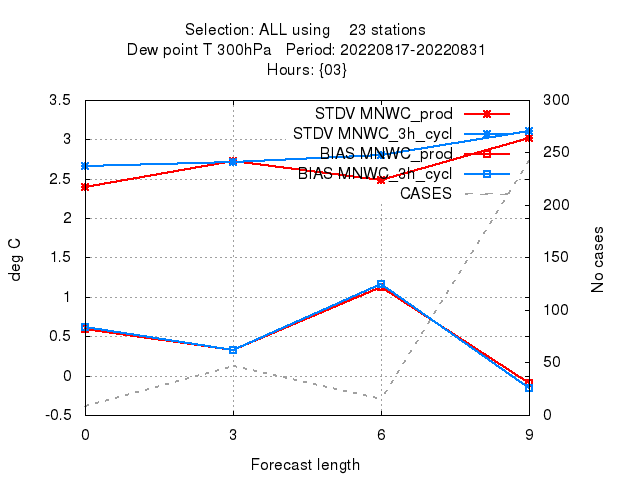 Selection: ALL using 23 stations
Dew point T 300hPa Period: 20220817-20220831
Hours: {03}
3.5
3
2.5
2
1.5
1
0.5
0
-0.5
deg C
STDV MNWC_prod
STDV MNWC_3h_cycl
BIAS MNWC_prod
BIAS MNWC_3h_cycl
CASES
300
250
200
150
100
50
0
No cases
0 3 6 9
Forecast length